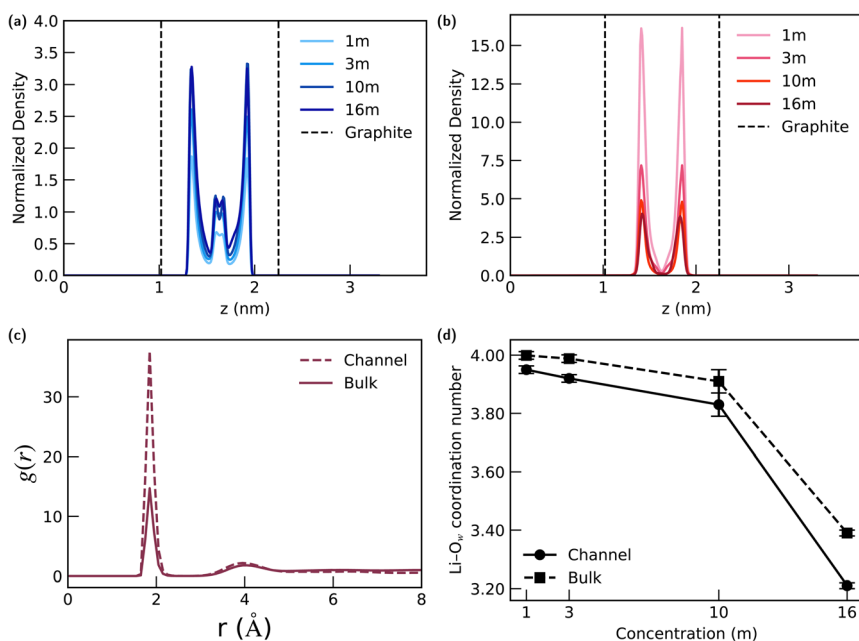 (a)
4.0
3.5
3.0
2.5
2.0
1.5
1.0
0.5
0.0
Normalized Density
0
1
2
3
z (nm)
1m
3m
10m
16m
Graphite
(b)
15.0
12.5
10.0
7.5
5.0
2.5
0.0
Normalized Density
0
1
2
3
z (nm)
1m
3m
10m
16m
Graphite
(c)
30
20
10
0
g(r)
0
2
4
6
8
r (Å)
Channel
Bulk
(d)
4.00
3.80
3.60
3.40
3.20
Li–Ow coordination number
1
3
10
16
Concentration (m)
Channel
Bulk